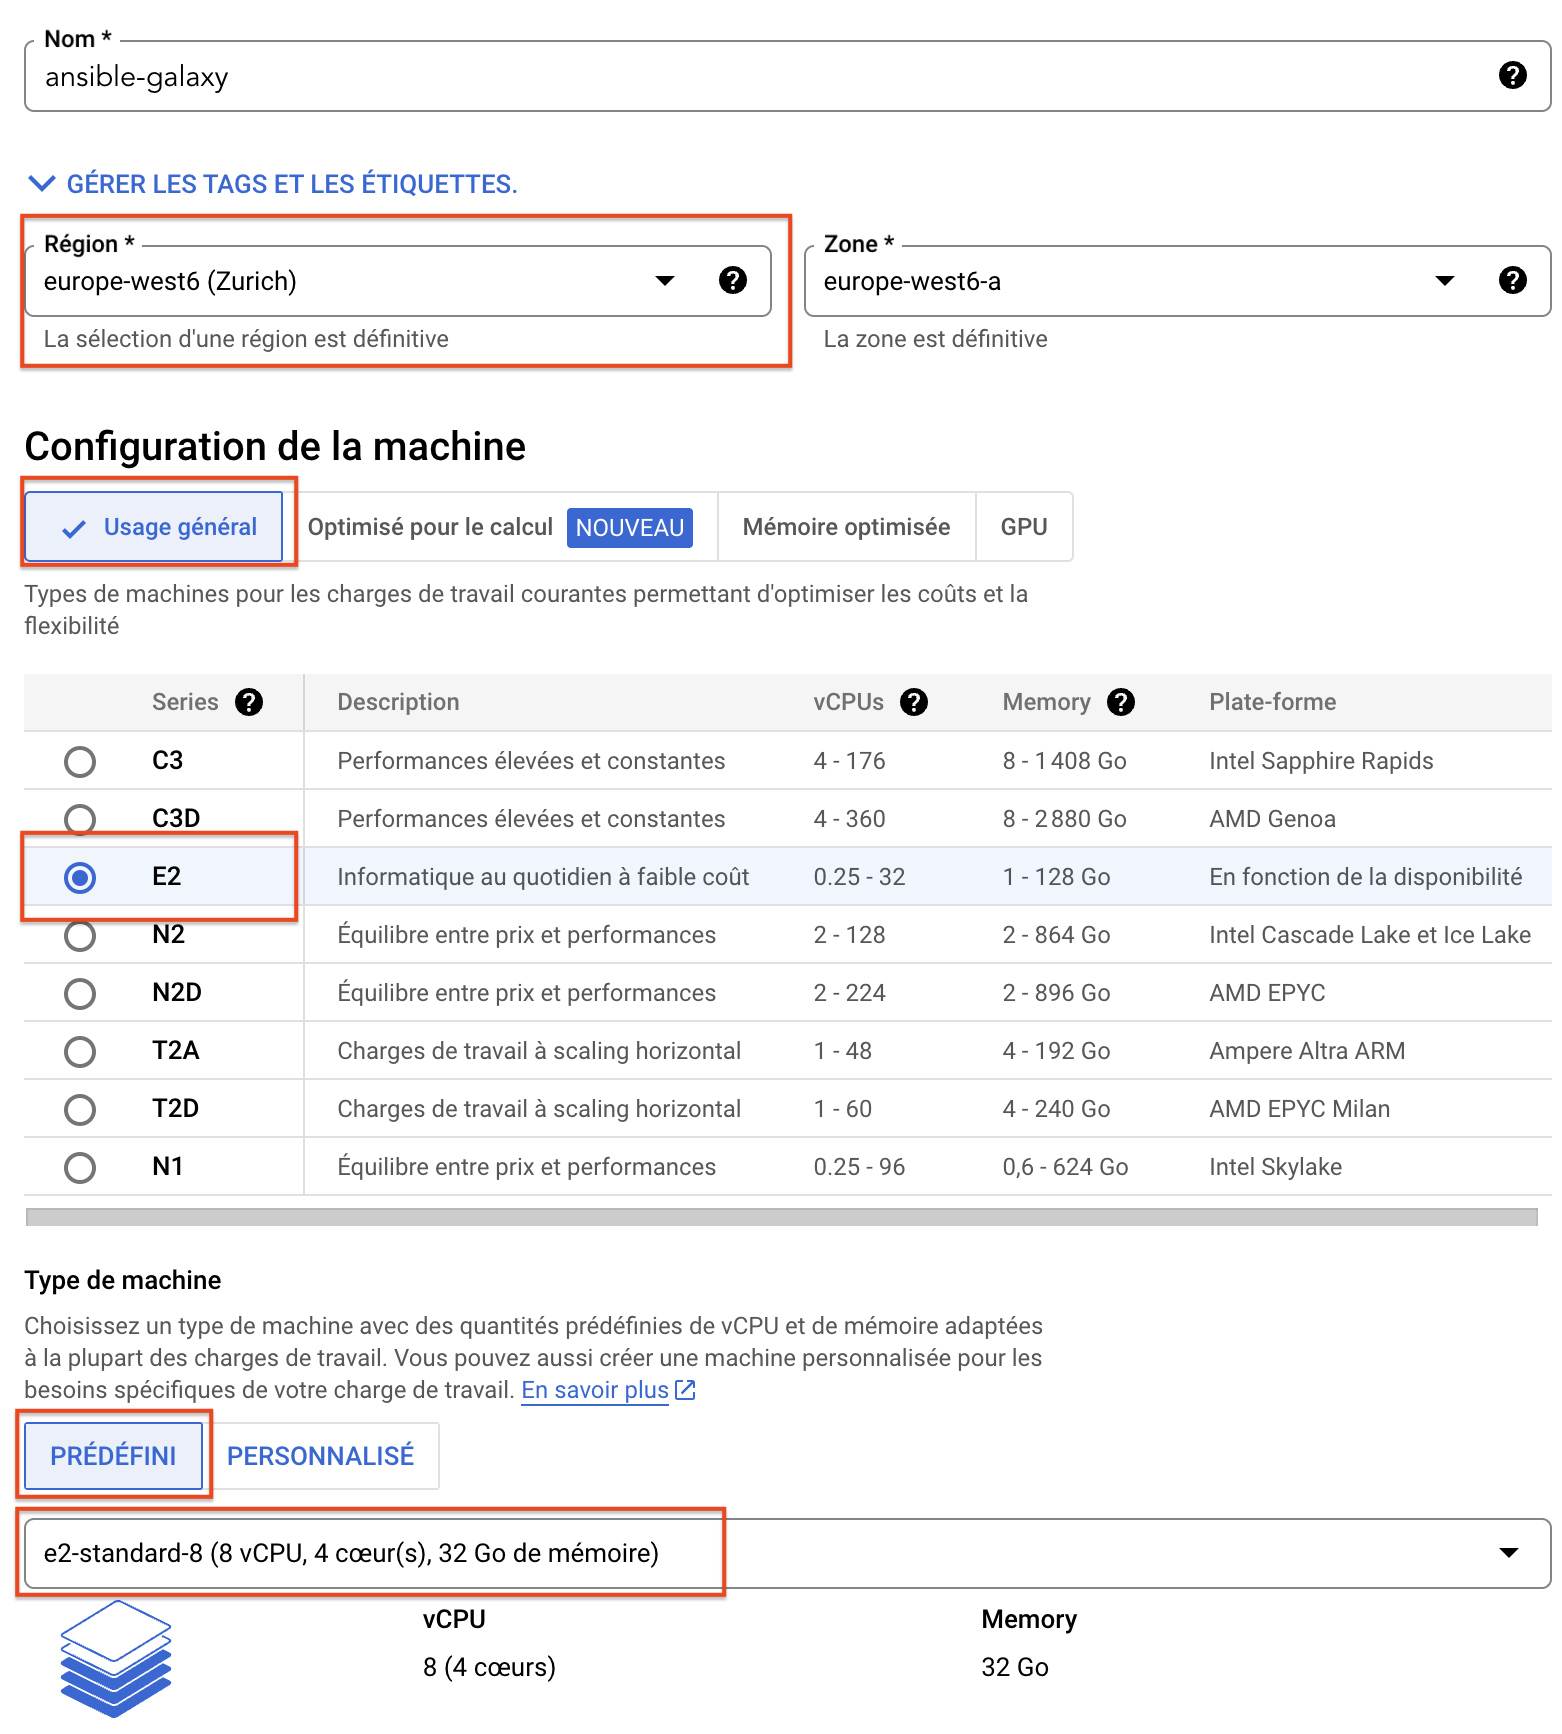 Nom *
ansible-galaxy
GÉRER LES TAGS ET LES ÉTIQUETTES.
Région *
europe-west6 (Zurich)
La sélection d'une région est définitive
Zone *
europe-west6-a
La zone est définitive
Configuration de la machine
Usage général
Optimisé pour le calcul NOUVEAU
Mémoire optimisée
GPU
Types de machines pour les charges de travail courantes permettant d'optimiser les coûts et la
flexibilité
Series Description vCPUs Memory Plate-forme
C3 Performances élevées et constantes 4 - 176 8 - 1 408 Go Intel Sapphire Rapids
C3D Performances élevées et constantes 4 - 360 8 - 2 880 Go AMD Genoa
E2 Informatique au quotidien à faible coût 0.25 - 32 1 - 128 Go En fonction de la disponibilité
N2 Équilibre entre prix et performances 2 - 128 2 - 864 Go Intel Cascade Lake et Ice Lake
N2D Équilibre entre prix et performances 2 - 224 2 - 896 Go AMD EPYC
T2A Charges de travail à scaling horizontal 1 - 48 4 - 192 Go Ampere Altra ARM
T2D Charges de travail à scaling horizontal 1 - 60 4 - 240 Go AMD EPYC Milan
N1 Équilibre entre prix et performances 0.25 - 96 0,6 - 624 Go Intel Skylake
Type de machine
Choisissez un type de machine avec des quantités prédéfinies de vCPU et de mémoire adaptées
à la plupart des charges de travail. Vous pouvez aussi créer une machine personnalisée pour les
besoins spécifiques de votre charge de travail. En savoir plus
PRÉDÉFINI
PERSONNALISÉ
e2-standard-8 (8 vCPU, 4 cœur(s), 32 Go de mémoire)
vCPU Memory
8 (4 cœurs) 32 Go